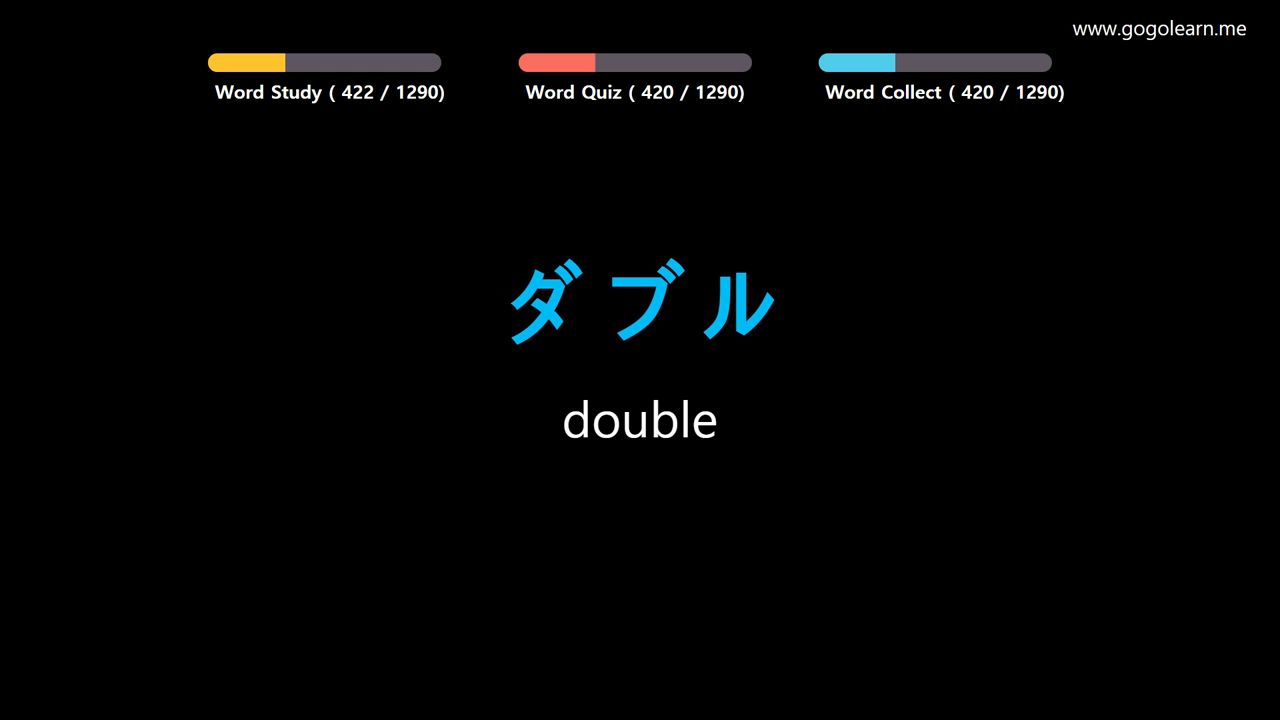 www.gogolearn.me
Word Study ( 422 / 1290)
Word Quiz ( 420 / 1290)
Word Collect ( 420 / 1290)
ダブル
double